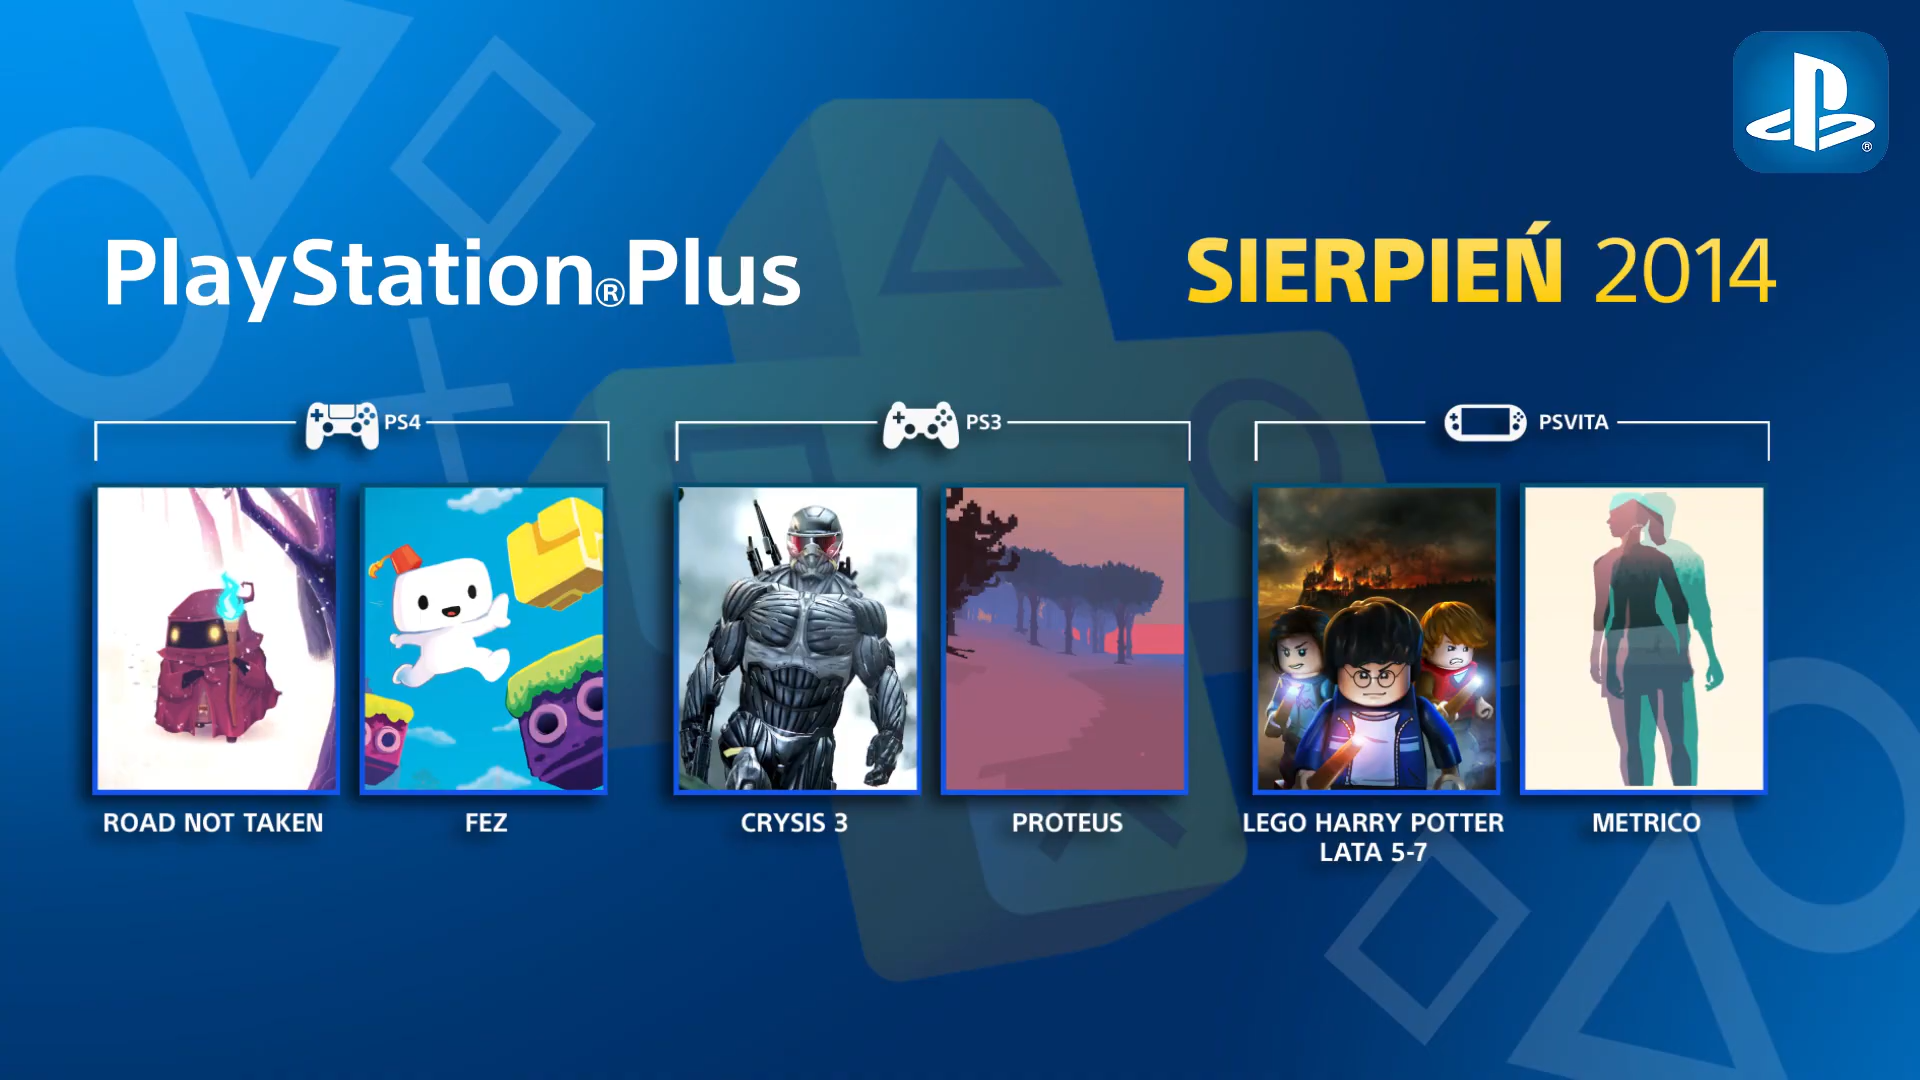 PlayStation®Plus
SIERPIEŃ 2014
PS4
PS3
PSVITA
ROAD NOT TAKEN
FEZ
CRYSIS 3
PROTEUS
LEGO HARRY POTTER
LATA 5-7
METRICO